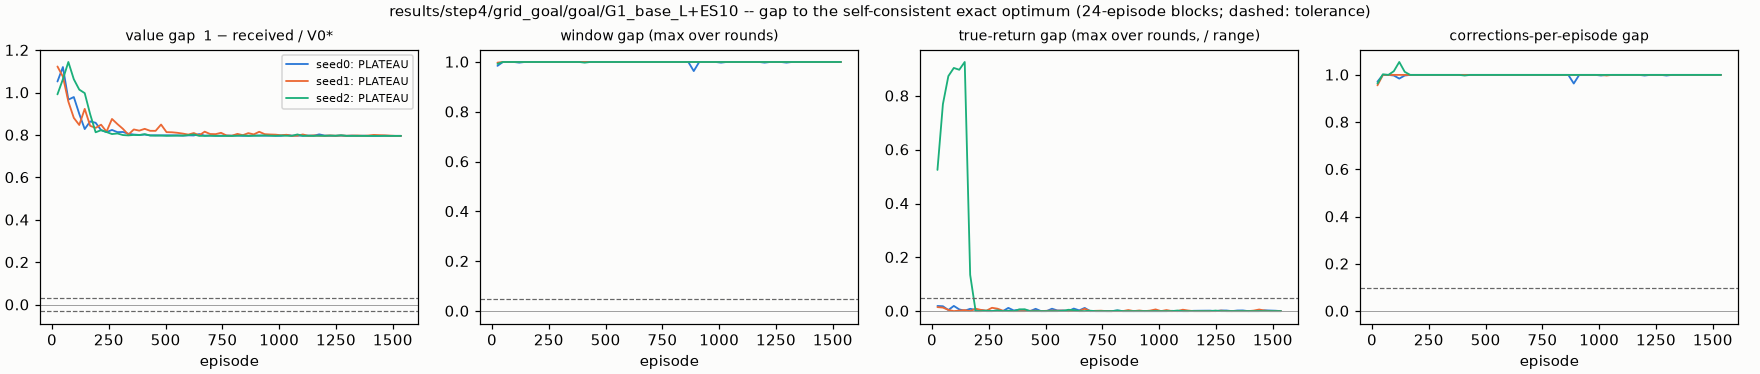 results/step4/grid_goal/goal/G1_base_L+ES10 -- gap to the self-consistent exact optimum (24-episode blocks; dashed: tolerance)
value gap 1 − received / V0*
1.2
1.0
0.8
0.6
0.4
0.2
0.0
seed0: PLATEAU
seed1: PLATEAU
seed2: PLATEAU
0 250 500 750 1000 1250 1500
episode
window gap (max over rounds)
1.0
0.8
0.6
0.4
0.2
0.0
0 250 500 750 1000 1250 1500
episode
true-return gap (max over rounds, / range)
0.8
0.6
0.4
0.2
0.0
0 250 500 750 1000 1250 1500
episode
corrections-per-episode gap
1.0
0.8
0.6
0.4
0.2
0.0
0 250 500 750 1000 1250 1500
episode